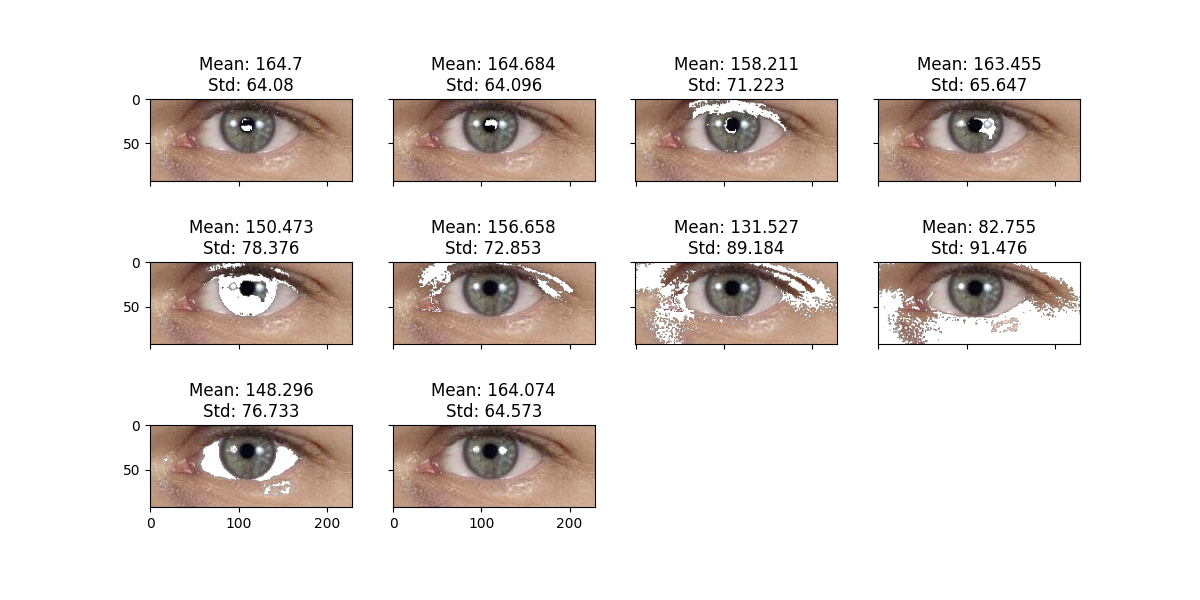 Mean: 164.7
Std: 64.08
Mean: 164.684
Std: 64.096
Mean: 158.211
Std: 71.223
Mean: 163.455
Std: 65.647
0
50
Mean: 150.473
Std: 78.376
Mean: 156.658
Std: 72.853
Mean: 131.527
Std: 89.184
Mean: 82.755
Std: 91.476
0
50
Mean: 148.296
Std: 76.733
Mean: 164.074
Std: 64.573
0
50
0 100 200
0 100 200